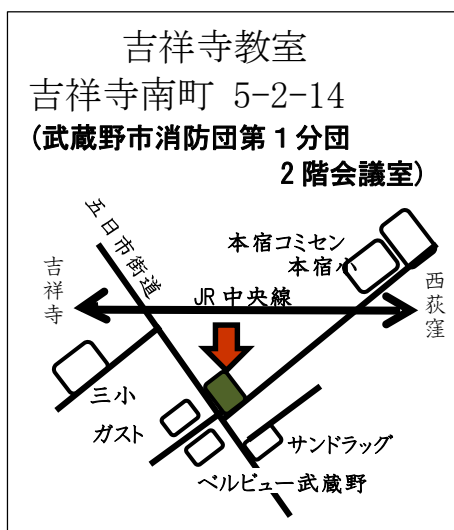 吉祥寺教室
吉祥寺南町 5-2-14
(武蔵野市消防団第1分団
2階会議室)
五日市街道
本宿コミセン
本宿小
吉祥寺
JR中央線
西荻窪
三小
ガスト
サンドラッグ
ベルビュー武蔵野